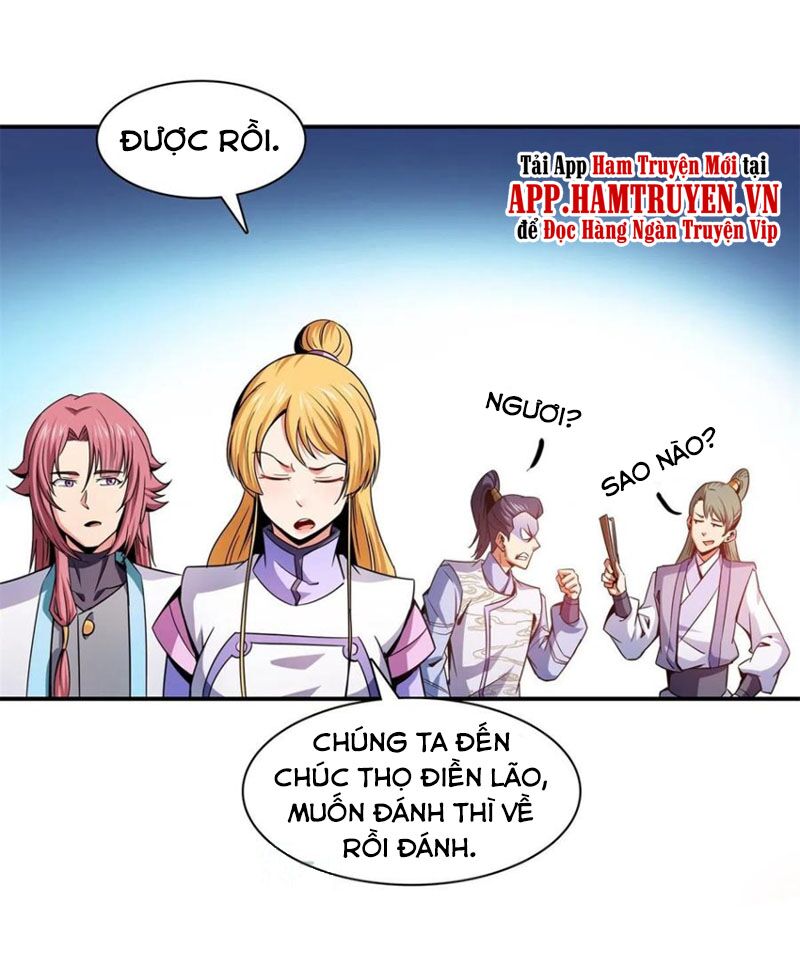 ĐƯỢC RỒI.
Tải App Ham Truyện Mới tại
APP.HAMTRUYEN.VN
để Đọc Hàng Ngàn Truyện Vip
NGƯƠI?
SAO NÀO?
CHÚNG TA ĐẾN
CHÚC THỌ ĐIỀN LÃO,
MUỐN ĐÁNH THÌ VỀ
RỒI ĐÁNH.